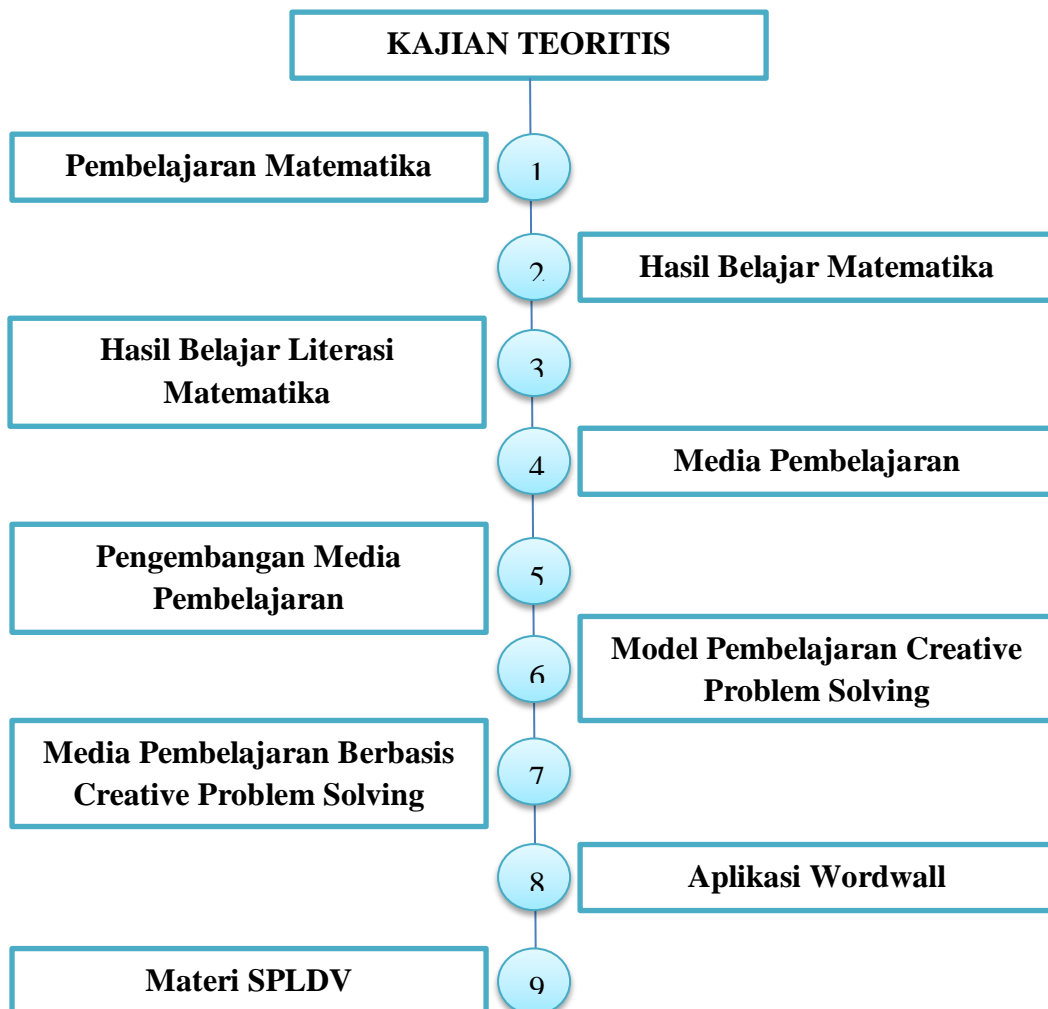 KAJIAN TEORITIS
Pembelajaran Matematika
1
2
Hasil Belajar Matematika
Hasil Belajar Literasi
Matematika
3
4
Media Pembelajaran
Pengembangan Media
Pembelajaran
5
6
Model Pembelajaran Creative
Problem Solving
Media Pembelajaran Berbasis
Creative Problem Solving
7
8
Aplikasi Wordwall
Materi SPLDV
9